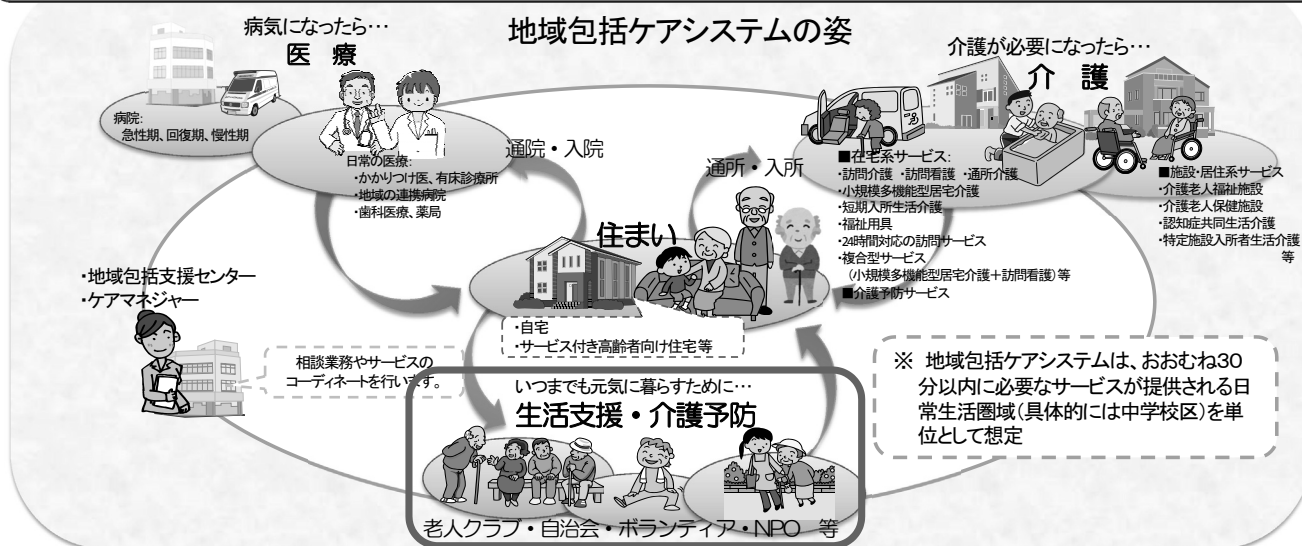 地域包括ケアシステムの姿
病気になったら…
医 療
病院:
急性期、回復期、慢性期
日常の医療:
・かかりつけ医、有床診療所
・地域の連携病院
・歯科医療、薬局
通院・入院
通所・入所
介護が必要になったら…
介 護
■在宅系サービス:
・訪問介護 ・訪問看護 ・通所介護
・小規模多機能型居宅介護
・短期入所生活介護
・福祉用具
・24時間対応の訪問サービス
・複合型サービス
(小規模多機能型居宅介護+訪問看護)等
■介護予防サービス
■施設・居住系サービス
・介護老人福祉施設
・介護老人保健施設
・認知症共同生活介護
・特定施設入所者生活介護
等
住まい
・自宅
・サービス付き高齢者向け住宅等
・地域包括支援センター
・ケアマネジャー
相談業務やサービスの
コーディネートを行います。
いつまでも元気に暮らすために…
生活支援・介護予防
老人クラブ・自治会・ボランティア・NPO 等
※ 地域包括ケアシステムは、おおむね30
分以内に必要なサービスが提供される日
常生活圏域(具体的には中学校区)を単
位として想定